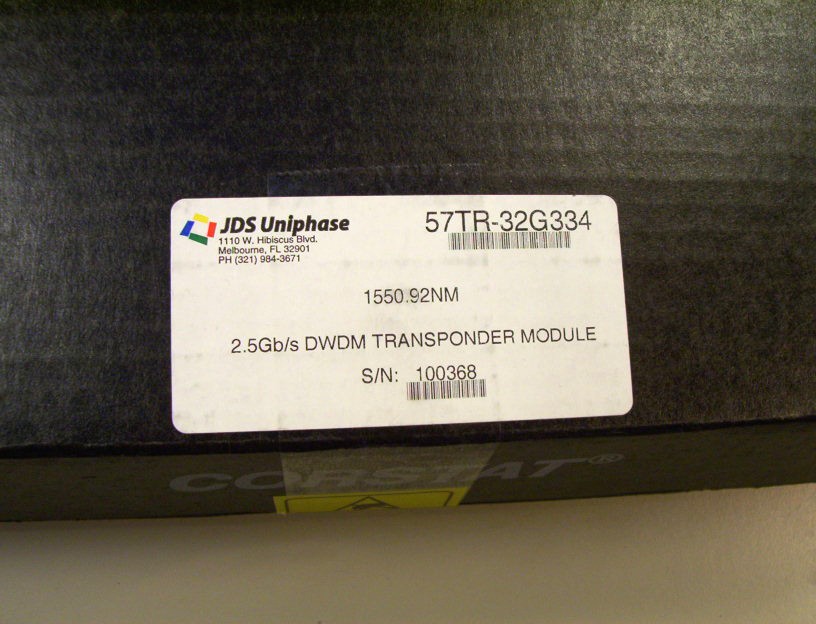 JDS Uniphase
1110 W. Hibiscus Blvd.
Melbourne, FL 32901
PH (321) 984-3671
57TR-32G334
1550.92NM
2.5Gb/s DWDM TRANSPONDER MODULE
S/N: 100368
CORSTAT®